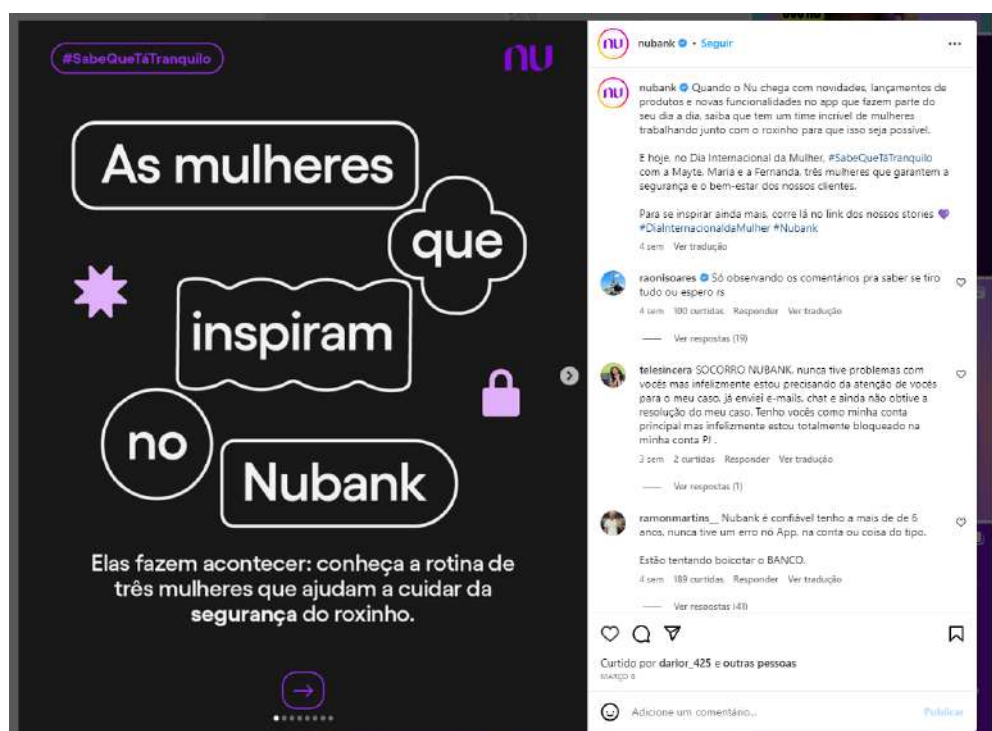 #SabeQueTáTranquilo
nu
As mulheres
que
inspiram
no
Nubank
Elas fazem acontecer: conheça a rotina de
três mulheres que ajudam a cuidar da
segurança do roxinho.
nu
nubank • Seguir
nu
nubank Quando o Nu chega com novidades, lançamentos de
produtos e novas funcionalidades no app que fazem parte do
seu dia a dia, saiba que tem um time incrível de mulheres
trabalhando junto com o roxinho para que isso seja possível.
E hoje, no Dia Internacional da Mulher, #SabeQueTáTranquilo
com a Mayte, Maria e a Fernanda, três mulheres que garantem a
segurança e o bem-estar dos nossos clientes.
Para se inspirar ainda mais, corre lá no link dos nossos stories 💜
#DiaInternacionaldaMulher #Nubank
4 sem Ver tradução
raonisoares Só observando os comentários pra saber se tiro
tudo ou espero rs
4 sem 100 curtidas Responder Ver tradução
Ver respostas (19)
telesincera SOCORRO NUBANK, nunca tive problemas com
vocês mas infelizmente estou precisando da atenção de vocês
para o meu caso, já enviei e-mails, chat e ainda não obtive a
resolução do meu caso. Tenho vocês como minha conta
principal mas infelizmente estou totalmente bloqueado na
minha conta PJ .
3 sem 2 curtidas Responder Ver tradução
Ver respostas (1)
ramonmartins__ Nubank é confiável tenho a mais de de 6
anos, nunca tive um erro no App, na conta ou coisa do tipo.
Estão tentando boicotar o BANCO.
4 sem 189 curtidas Responder Ver tradução
Ver respostas (41)
Curtido por darior_425 e outras pessoas
MARÇO 8
Adicione um comentário...
Publicar